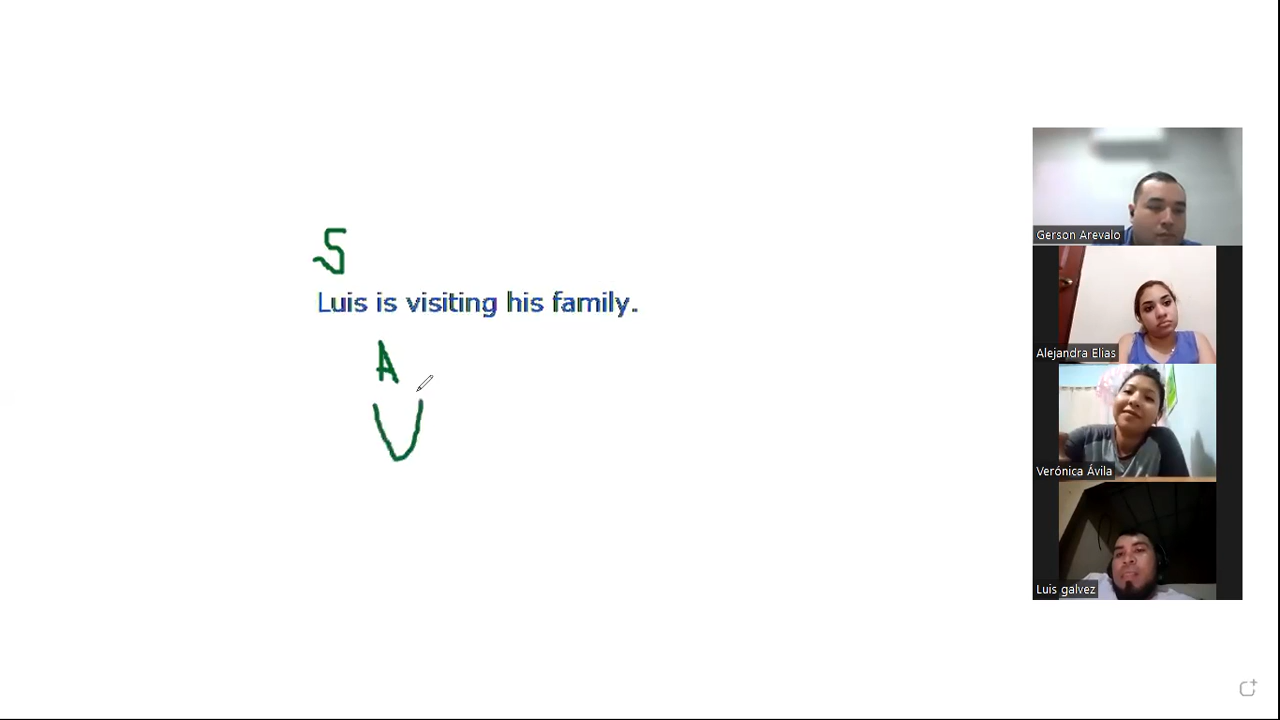 S
Luis is visiting his family.
A
V
Gerson Arevalo
Alejandra Elias
Verónica Ávila
Luis galvez